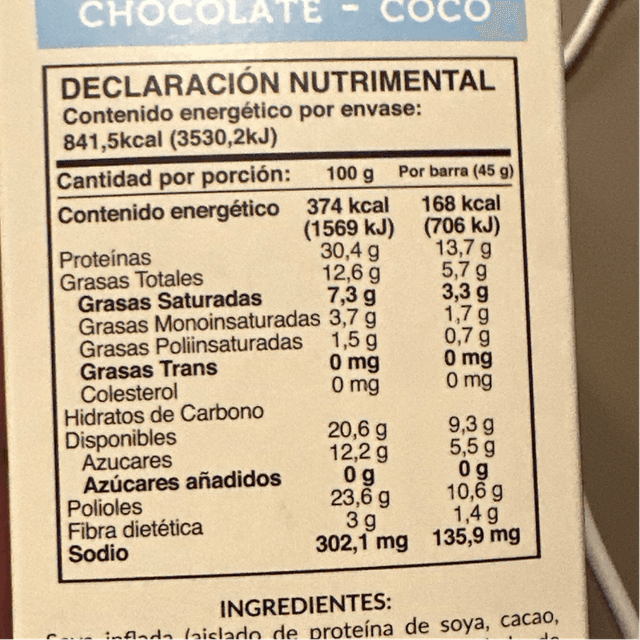 CHOCOLATE - COCO
DECLARACIÓN NUTRIMENTAL
Contenido energético por envase:
841,5kcal (3530,2kJ)
Cantidad por porción: 100 g Por barra (45 g)
Contenido energético 374 kcal 168 kcal
(1569 kJ) (706 kJ)
Proteínas 30,4 g 13,7 g
Grasas Totales 12,6 g 5,7 g
Grasas Saturadas 7,3 g 3,3 g
Grasas Monoinsaturadas 3,7 g 1,7 g
Grasas Poliinsaturadas 1,5 g 0,7 g
Grasas Trans 0 mg 0 mg
Colesterol 0 mg 0 mg
Hidratos de Carbono
Disponibles 20,6 g 9,3 g
Azucares 12,2 g 5,5 g
Azúcares añadidos 0 g 0 g
Polioles 23,6 g 10,6 g
Fibra dietética 3 g 1,4 g
Sodio 302,1 mg 135,9 mg
INGREDIENTES:
Soya inflada (aislado de proteína de soya, cacao,